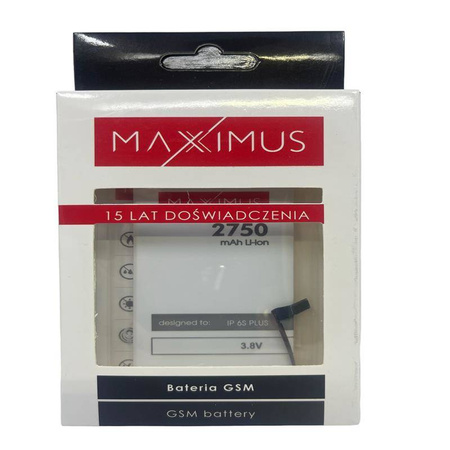 MAXXIMUS
15 LAT DOŚWIADCZENIA
MAXXIMUS
2750
mAh Li-Ion
designed to: IP 6S PLUS
3.8V
Bateria GSM
GSM battery